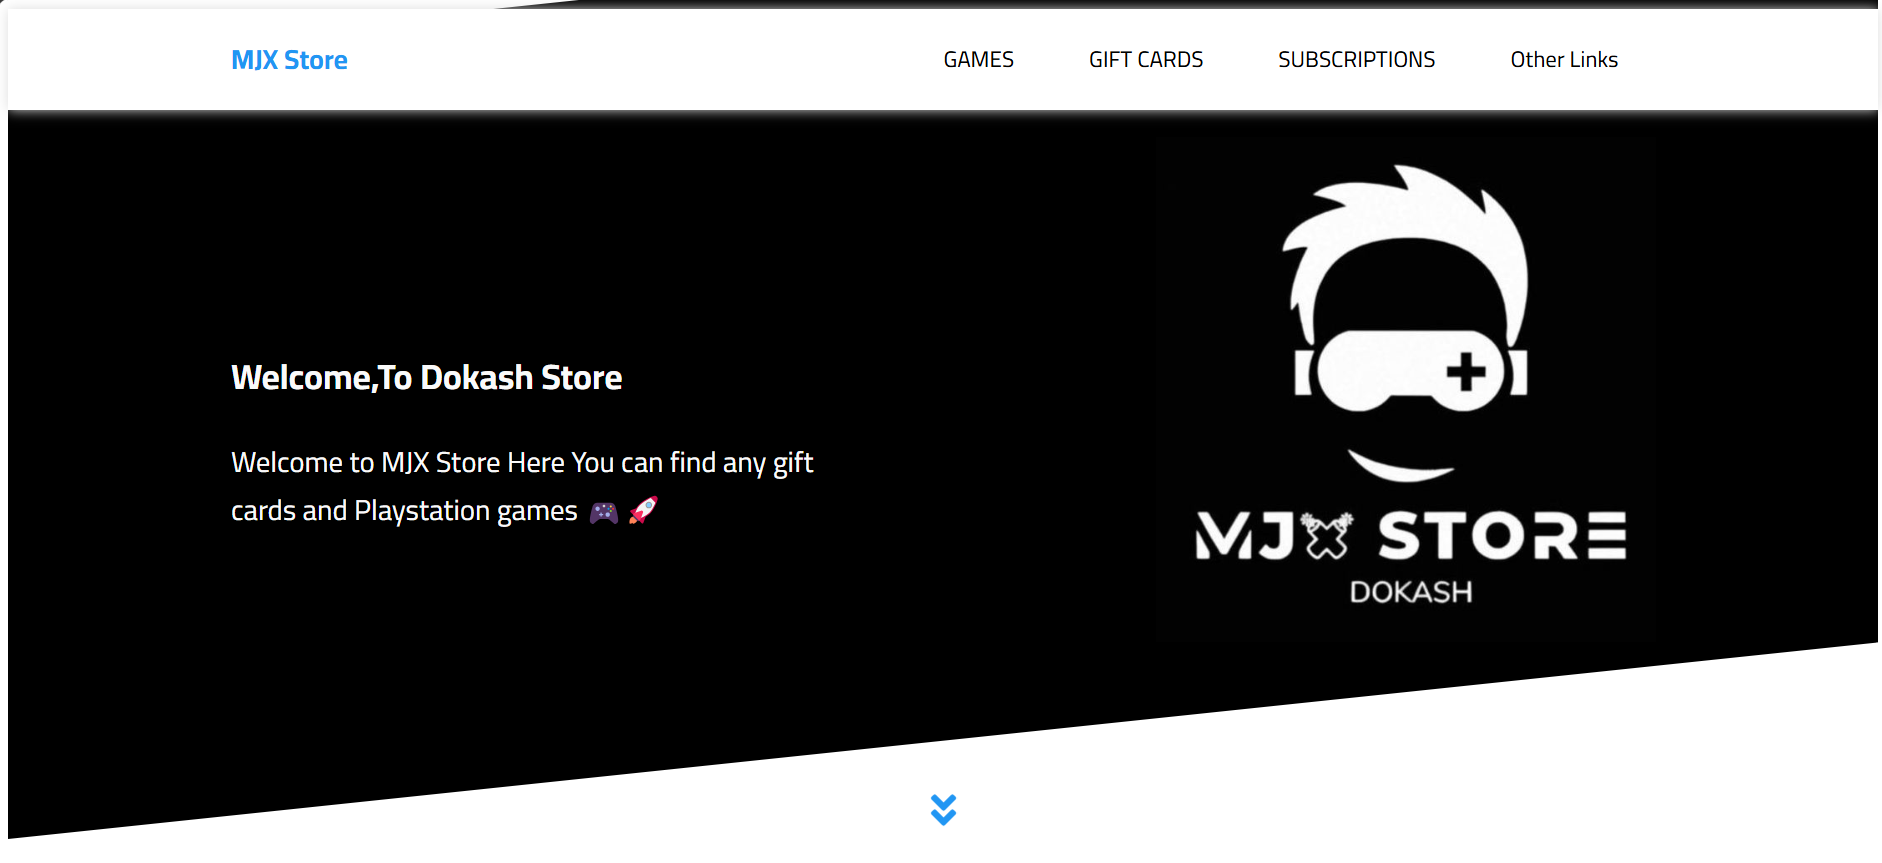 MJX Store
GAMES
GIFT CARDS
SUBSCRIPTIONS
Other Links
Welcome,To Dokash Store
Welcome to MJX Store Here You can find any gift
cards and Playstation games 🎮 🚀
MJX STORE
DOKASH